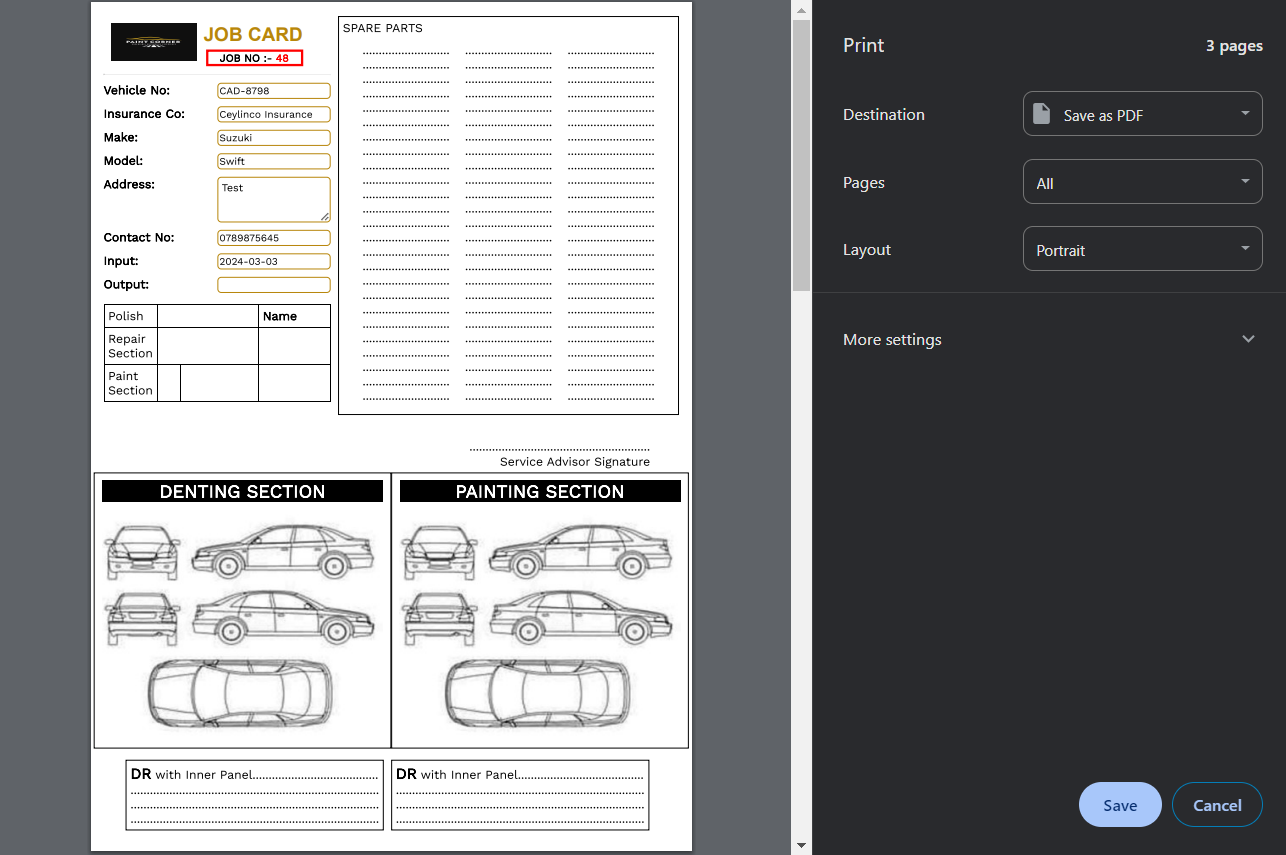 PAINT CORNER
JOB CARD
JOB NO :- 48
Vehicle No: CAD-8798
Insurance Co: Ceylinco Insurance
Make: Suzuki
Model: Swift
Address: Test
Contact No: 0789875645
Input: 2024-03-03
Output:
Polish Name
Repair
Section
Paint
Section
SPARE PARTS
Service Advisor Signature
DENTING SECTION
PAINTING SECTION
DR with Inner Panel
DR with Inner Panel
Print 3 pages
Destination Save as PDF
Pages All
Layout Portrait
More settings
Save Cancel